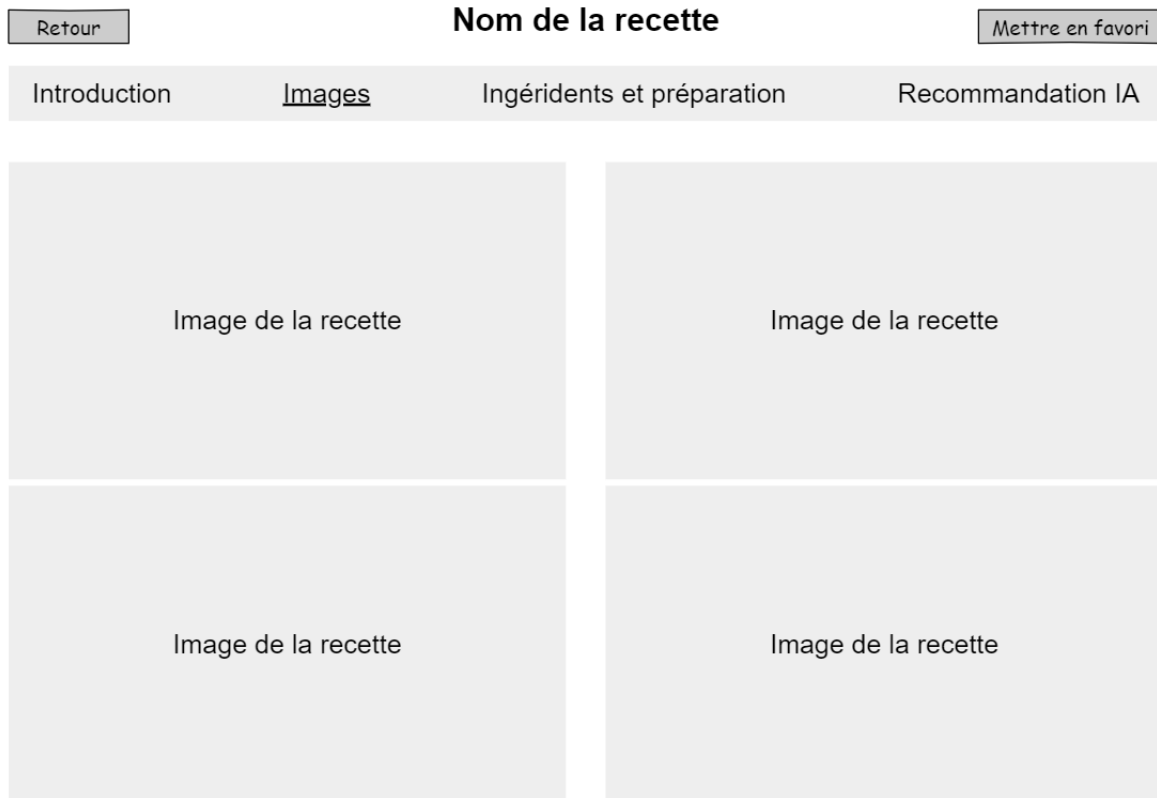 Retour
Nom de la recette
Mettre en favori
Introduction
Images
Ingéridents et préparation
Recommandation IA
Image de la recette
Image de la recette
Image de la recette
Image de la recette